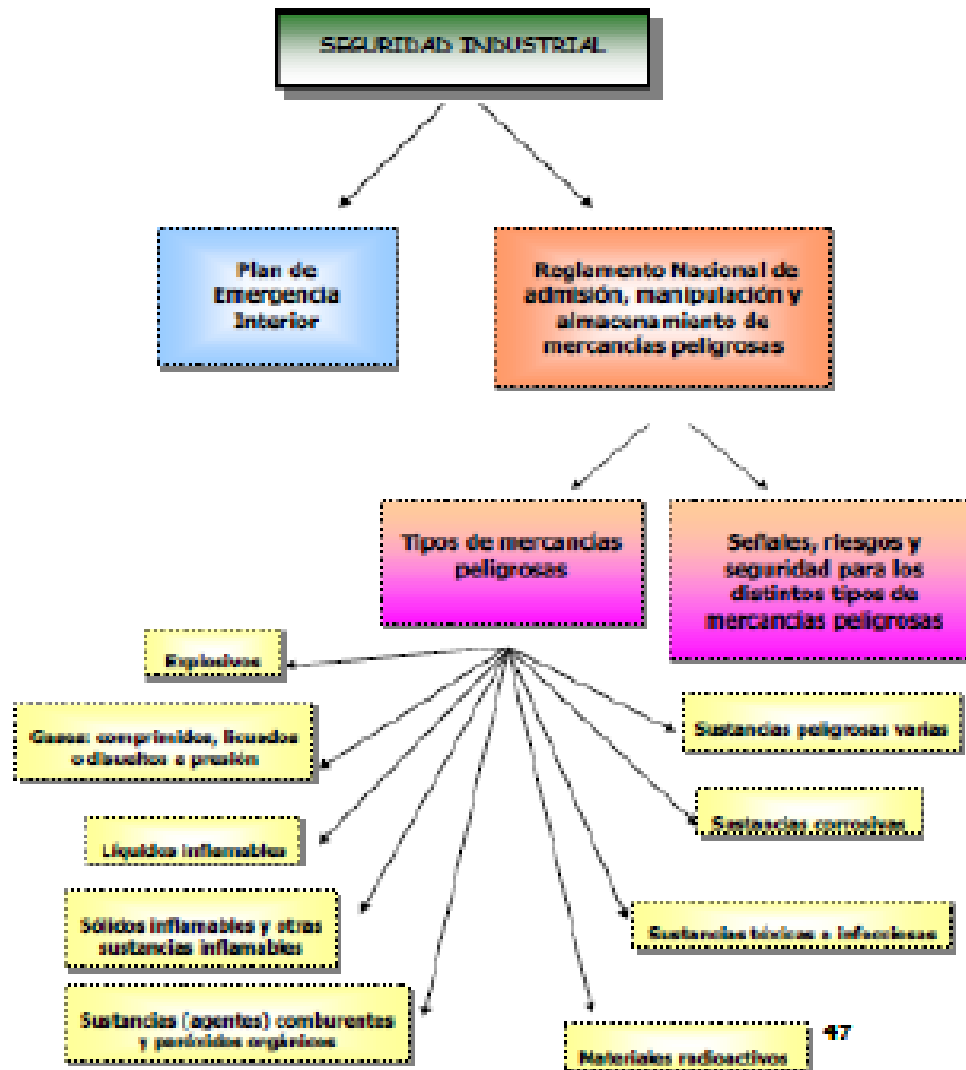 SEGURIDAD INDUSTRIAL
Plan de
Emergencia
Interior
Reglamento Nacional de
admisión, manipulación y
almacenamiento de
mercancías peligrosas
Tipos de mercancías
peligrosas
Señales, riesgos y
seguridad para los
distintos tipos de
mercancías peligrosas
Explosivos
Gases: comprimidos, licuados
o disueltos a presión
Líquidos inflamables
Sólidos inflamables y otras
sustancias inflamables
Sustancias (agentes) comburentes
y peróxidos orgánicos
Sustancias peligrosas varias
Sustancias corrosivas
Sustancias tóxicas e infecciosas
Materiales radioactivos
47